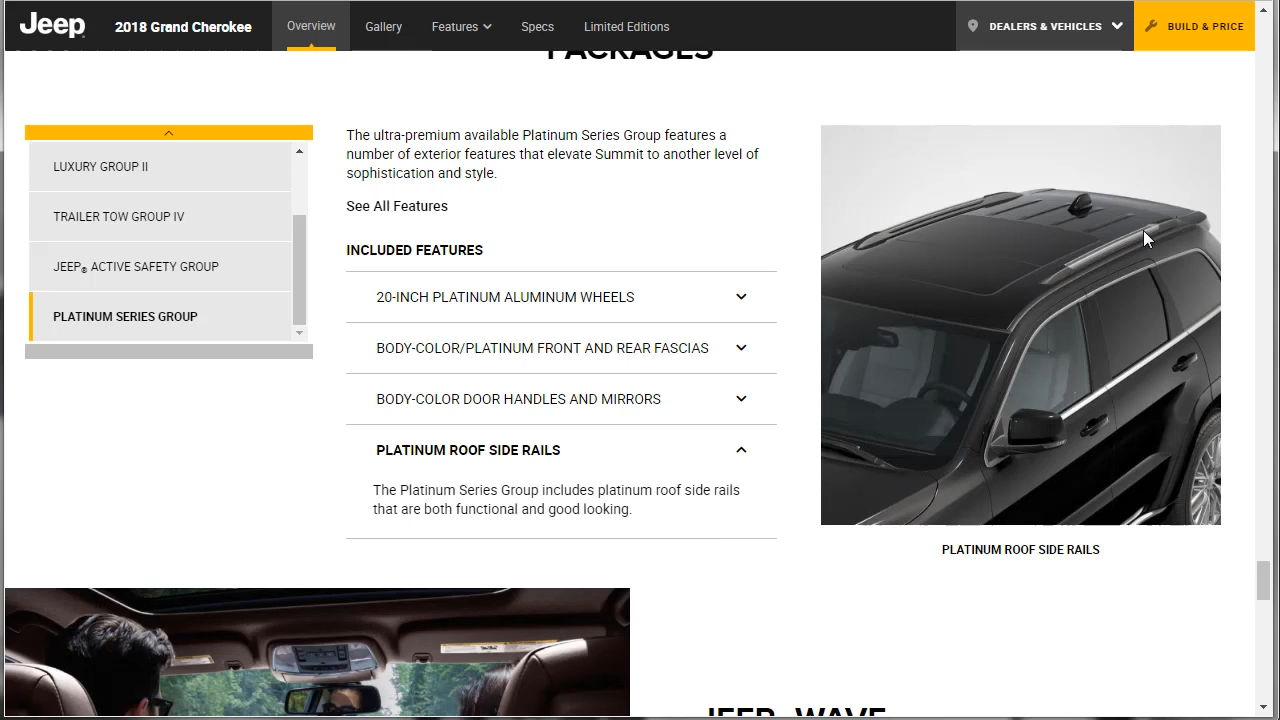 Jeep
2018 Grand Cherokee
Overview
Gallery
Features
Specs
Limited Editions
DEALERS & VEHICLES
BUILD & PRICE
PACKAGES
LUXURY GROUP II
TRAILER TOW GROUP IV
JEEP® ACTIVE SAFETY GROUP
PLATINUM SERIES GROUP
The ultra-premium available Platinum Series Group features a
number of exterior features that elevate Summit to another level of
sophistication and style.
See All Features
INCLUDED FEATURES
20-INCH PLATINUM ALUMINUM WHEELS
BODY-COLOR/PLATINUM FRONT AND REAR FASCIAS
BODY-COLOR DOOR HANDLES AND MIRRORS
PLATINUM ROOF SIDE RAILS
The Platinum Series Group includes platinum roof side rails
that are both functional and good looking.
PLATINUM ROOF SIDE RAILS
JEEP WAVE